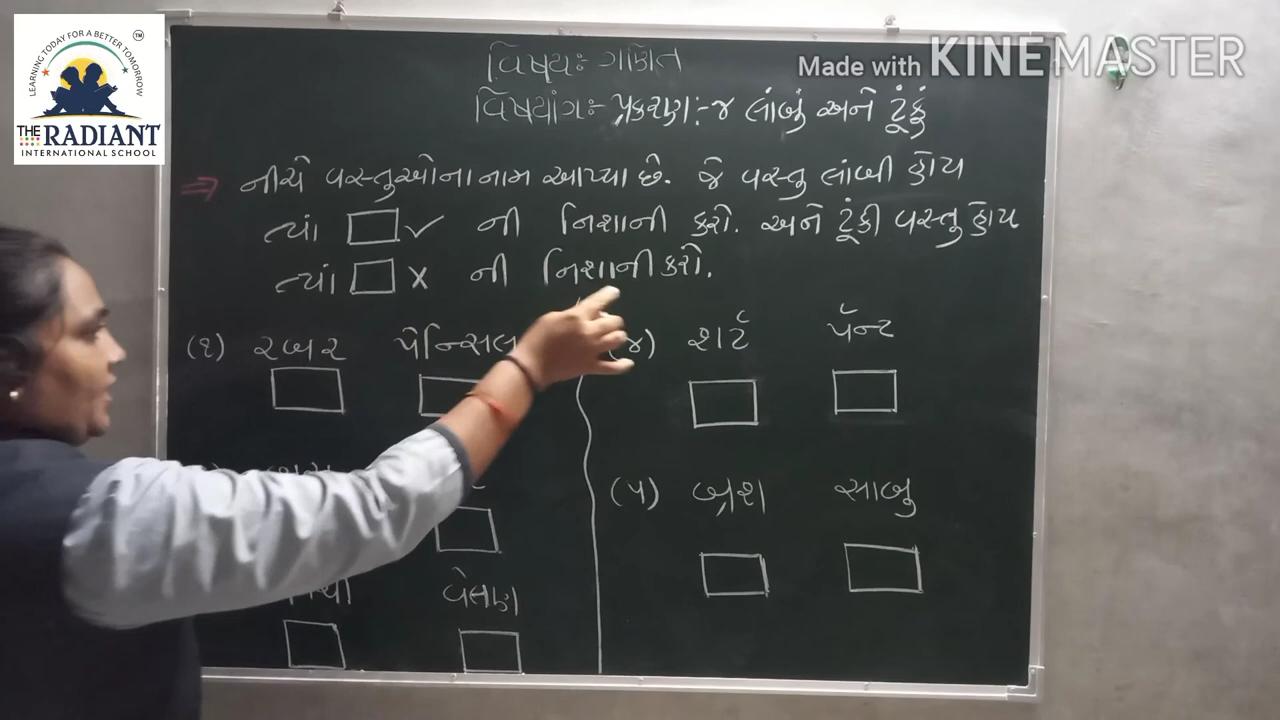 LEARNING TODAY FOR A BETTER TOMORROW
TM
THE RADIANT
INTERNATIONAL SCHOOL
Made with KINEMASTER
વિષયઃ ગણિત
વિષયાંગઃ- પ્રકરણઃ-૪ લાંબું અને ટૂંકું
⇒ નીચે વસ્તુઓના નામ આપ્યા છે. જે વસ્તુ લાંબી હોય
ત્યાં □ ✓ ની નિશાની કરો. અને ટૂંકી વસ્તુ હોય
ત્યાં □ x ની નિશાની કરો.
(૧) રબર પેન્સિલ
(૪) શર્ટ પૅન્ટ
(૫) બ્રશ સાબુ
વેલણ